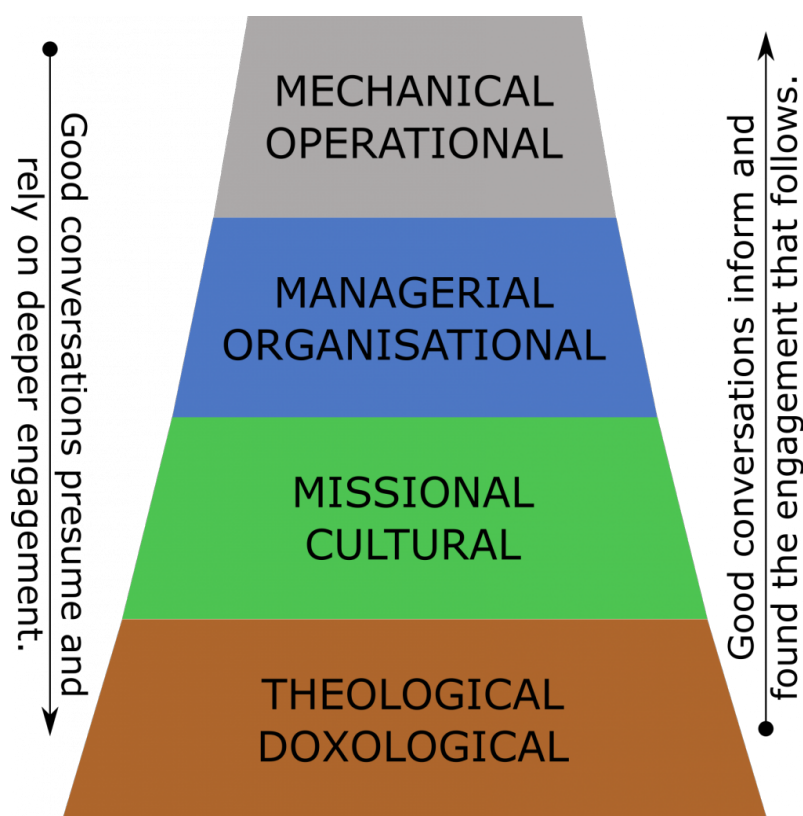 MECHANICAL
OPERATIONAL
MANAGERIAL
ORGANISATIONAL
MISSIONAL
CULTURAL
THEOLOGICAL
DOXOLOGICAL
Good conversations presume and
rely on deeper engagement.
Good conversations inform and
found the engagement that follows.